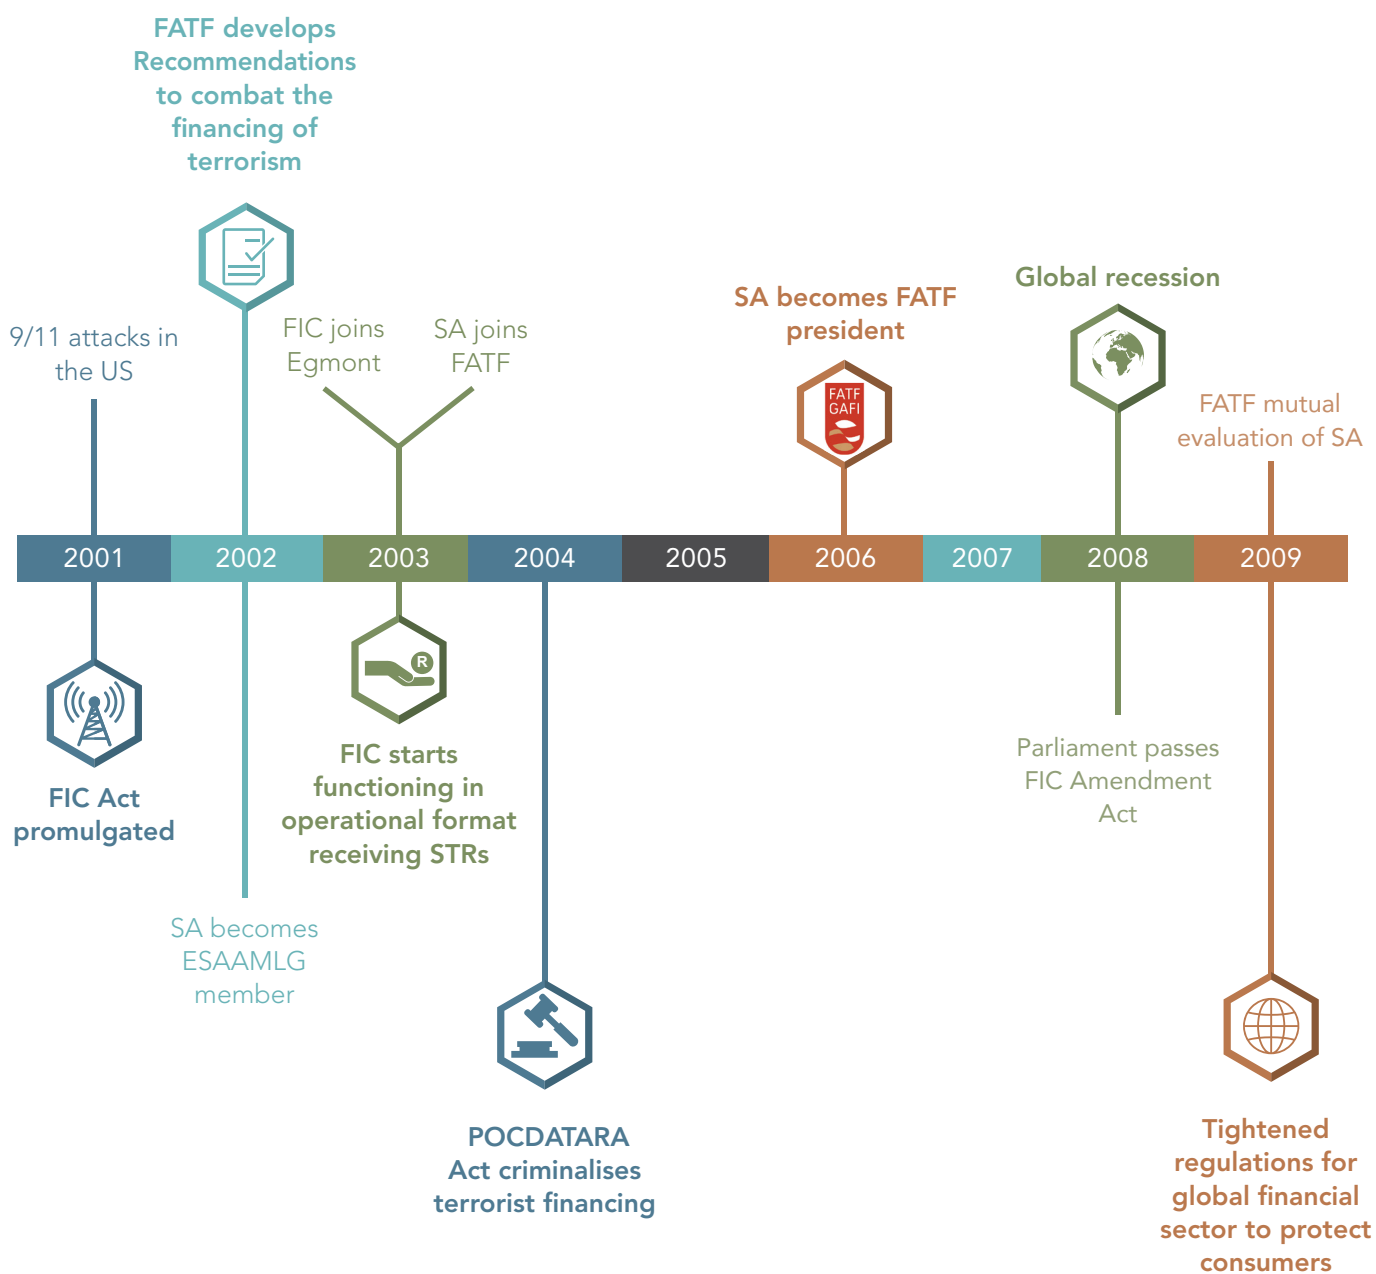 FATF develops
Recommendations
to combat the
financing of
terrorism
9/11 attacks in
the US
FIC joins
Egmont
SA joins
FATF
SA becomes FATF
president
FATF
GAFI
Global recession
FATF mutual
evaluation of SA
2001 2002 2003 2004 2005 2006 2007 2008 2009
FIC Act
promulgated
SA becomes
ESAAMLG
member
R
FIC starts
functioning in
operational format
receiving STRs
POCDATARA
Act criminalises
terrorist financing
Parliament passes
FIC Amendment
Act
Tightened
regulations for
global financial
sector to protect
consumers